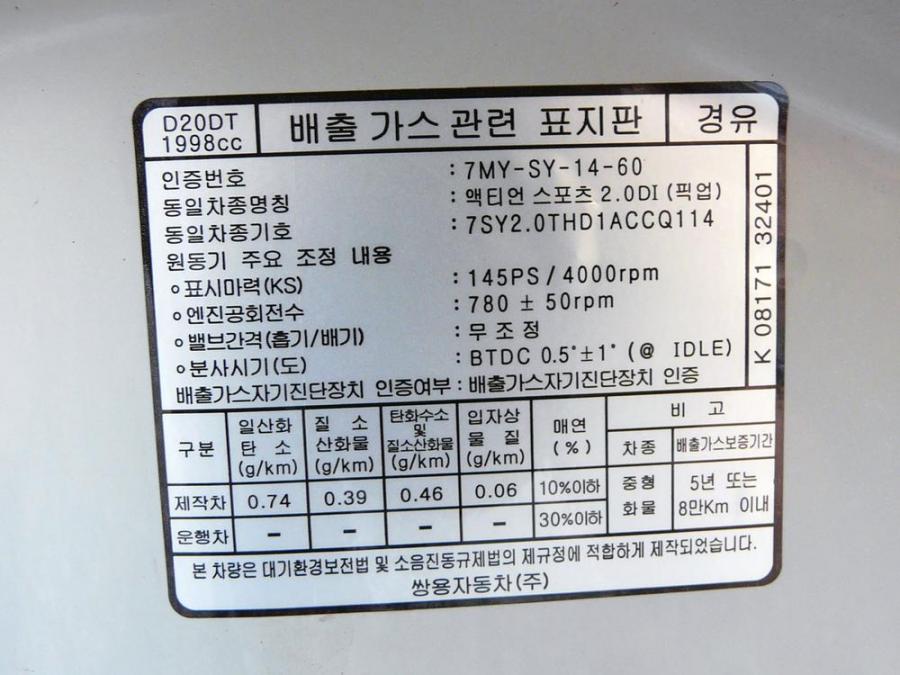 D20DT
1998cc
배출 가스 관련 표지판
경유
인증번호 : 7MY-SY-14-60
동일차종명칭 : 액티언 스포츠 2.0DI (픽업)
동일차종기호 : 7SY2.0THD1ACCQ114
원동기 주요 조정 내용
∘표시마력(KS) : 145PS / 4000rpm
∘엔진공회전수 : 780 ± 50rpm
∘밸브간격(흡기/배기) : 무조정
∘분사시기(도) : BTDC 0.5°±1° (@ IDLE)
배출가스자기진단장치 인증여부 : 배출가스자기진단장치 인증
K 08171 32401
구분
일산화
탄 소
(g/km)
질 소
산화물
(g/km)
탄화수소
및
질소산화물
(g/km)
입자상
물 질
(g/km)
매연
(%)
비 고
차종
배출가스보증기간
제작차 0.74 0.39 0.46 0.06 10%이하
운행차 – – – – 30%이하
중형
화물
5년 또는
8만Km 이내
본 차량은 대기환경보전법 및 소음진동규제법의 제규정에 적합하게 제작되었습니다.
쌍용자동차(주)